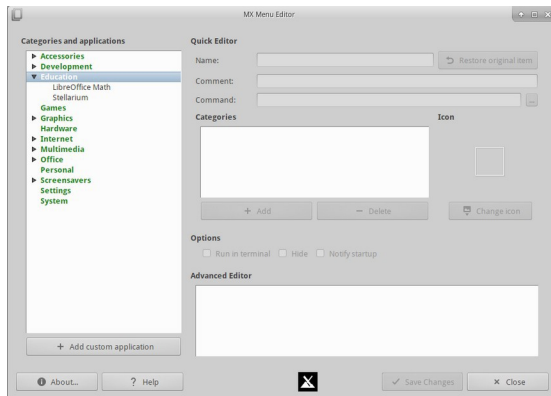 MX Menu Editor
Categories and applications
Accessories
Development
Education
LibreOffice Math
Stellarium
Games
Graphics
Hardware
Internet
Multimedia
Office
Personal
Screensavers
Settings
System
+ Add custom application
Quick Editor
Name:
Restore original item
Comment:
Command:
...
Categories
Icon
+ Add
− Delete
Change icon
Options
Run in terminal
Hide
Notify startup
Advanced Editor
About...
? Help
Save Changes
× Close